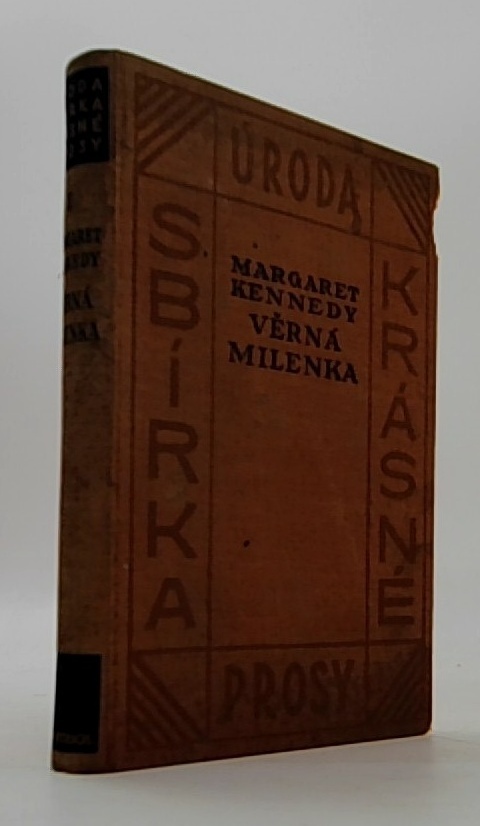 ÚRODA
SBÍRKA
KRÁSNÉ
PROSY
MARGARET
KENNEDY
VĚRNÁ
MILENKA